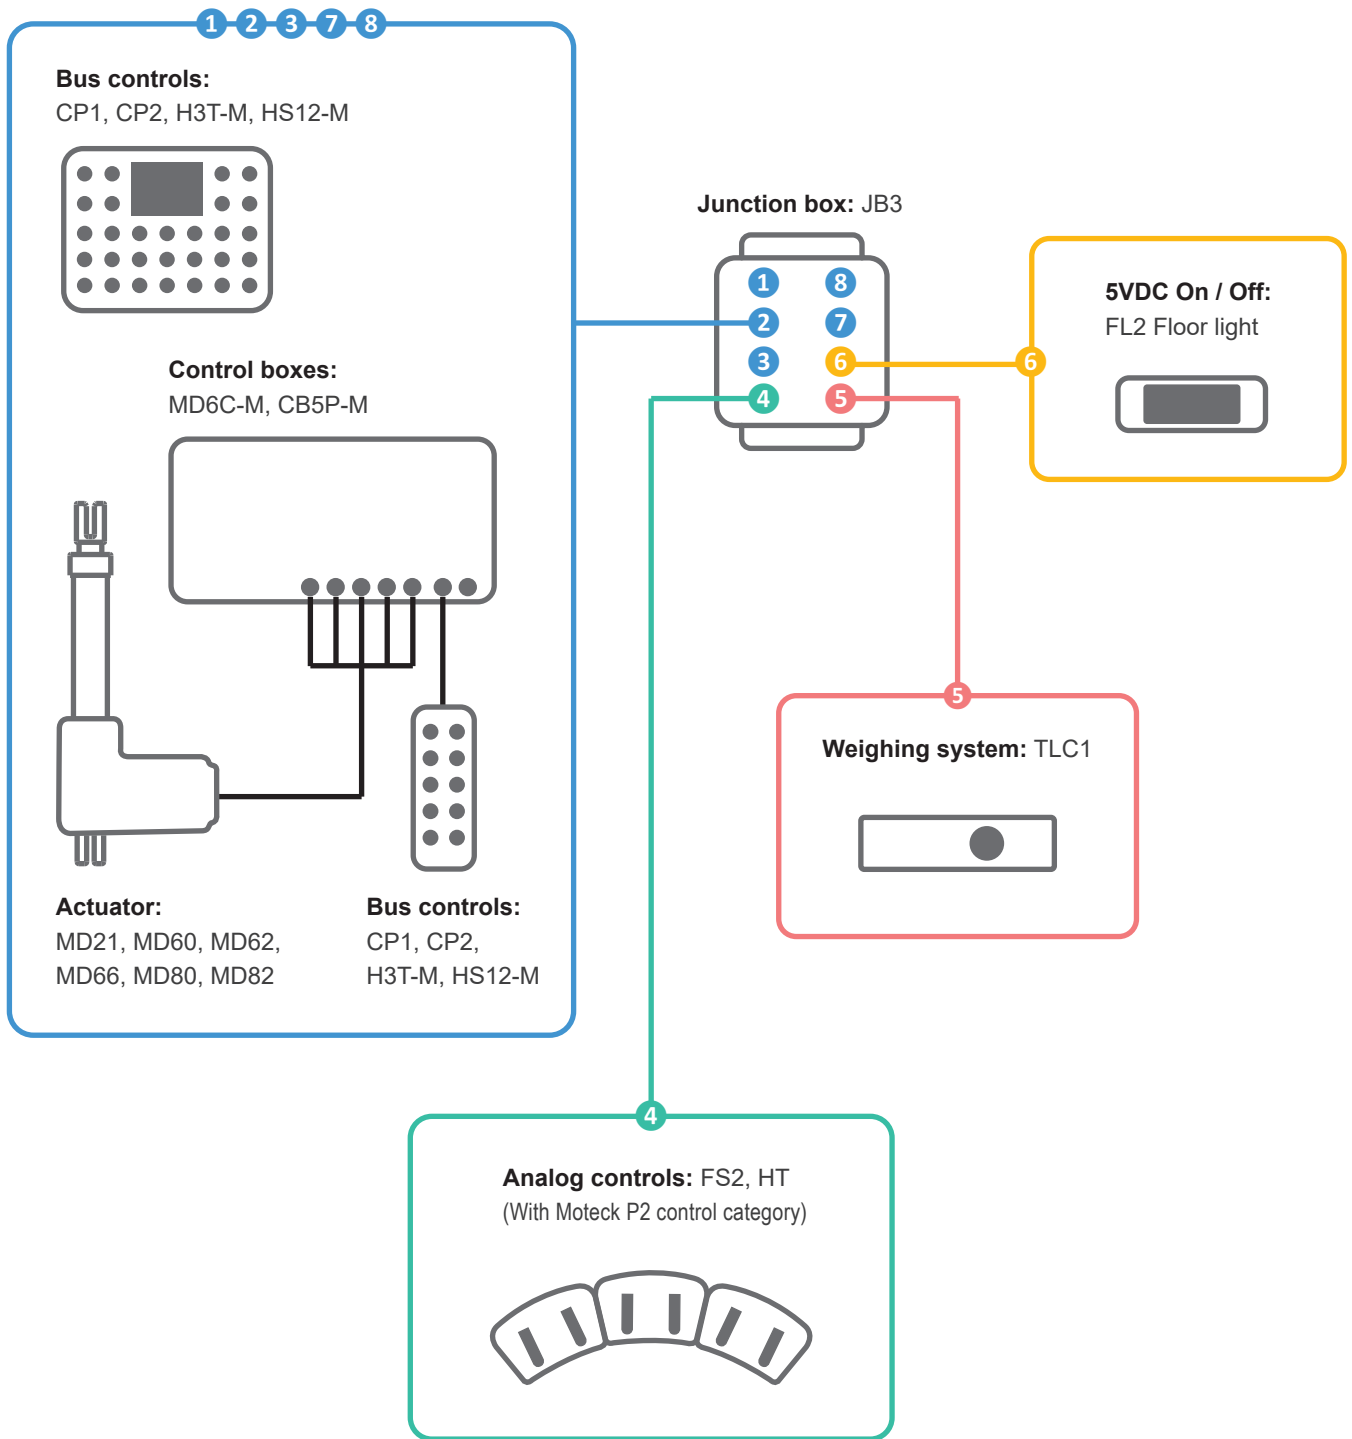 1 2 3 7 8
Bus controls:
CP1, CP2, H3T-M, HS12-M
Control boxes:
MD6C-M, CB5P-M
Actuator:
MD21, MD60, MD62,
MD66, MD80, MD82
Bus controls:
CP1, CP2,
H3T-M, HS12-M
Junction box: JB3
1 8
2 7
3 6
4 5
6
5VDC On / Off:
FL2 Floor light
5
Weighing system: TLC1
4
Analog controls: FS2, HT
(With Moteck P2 control category)